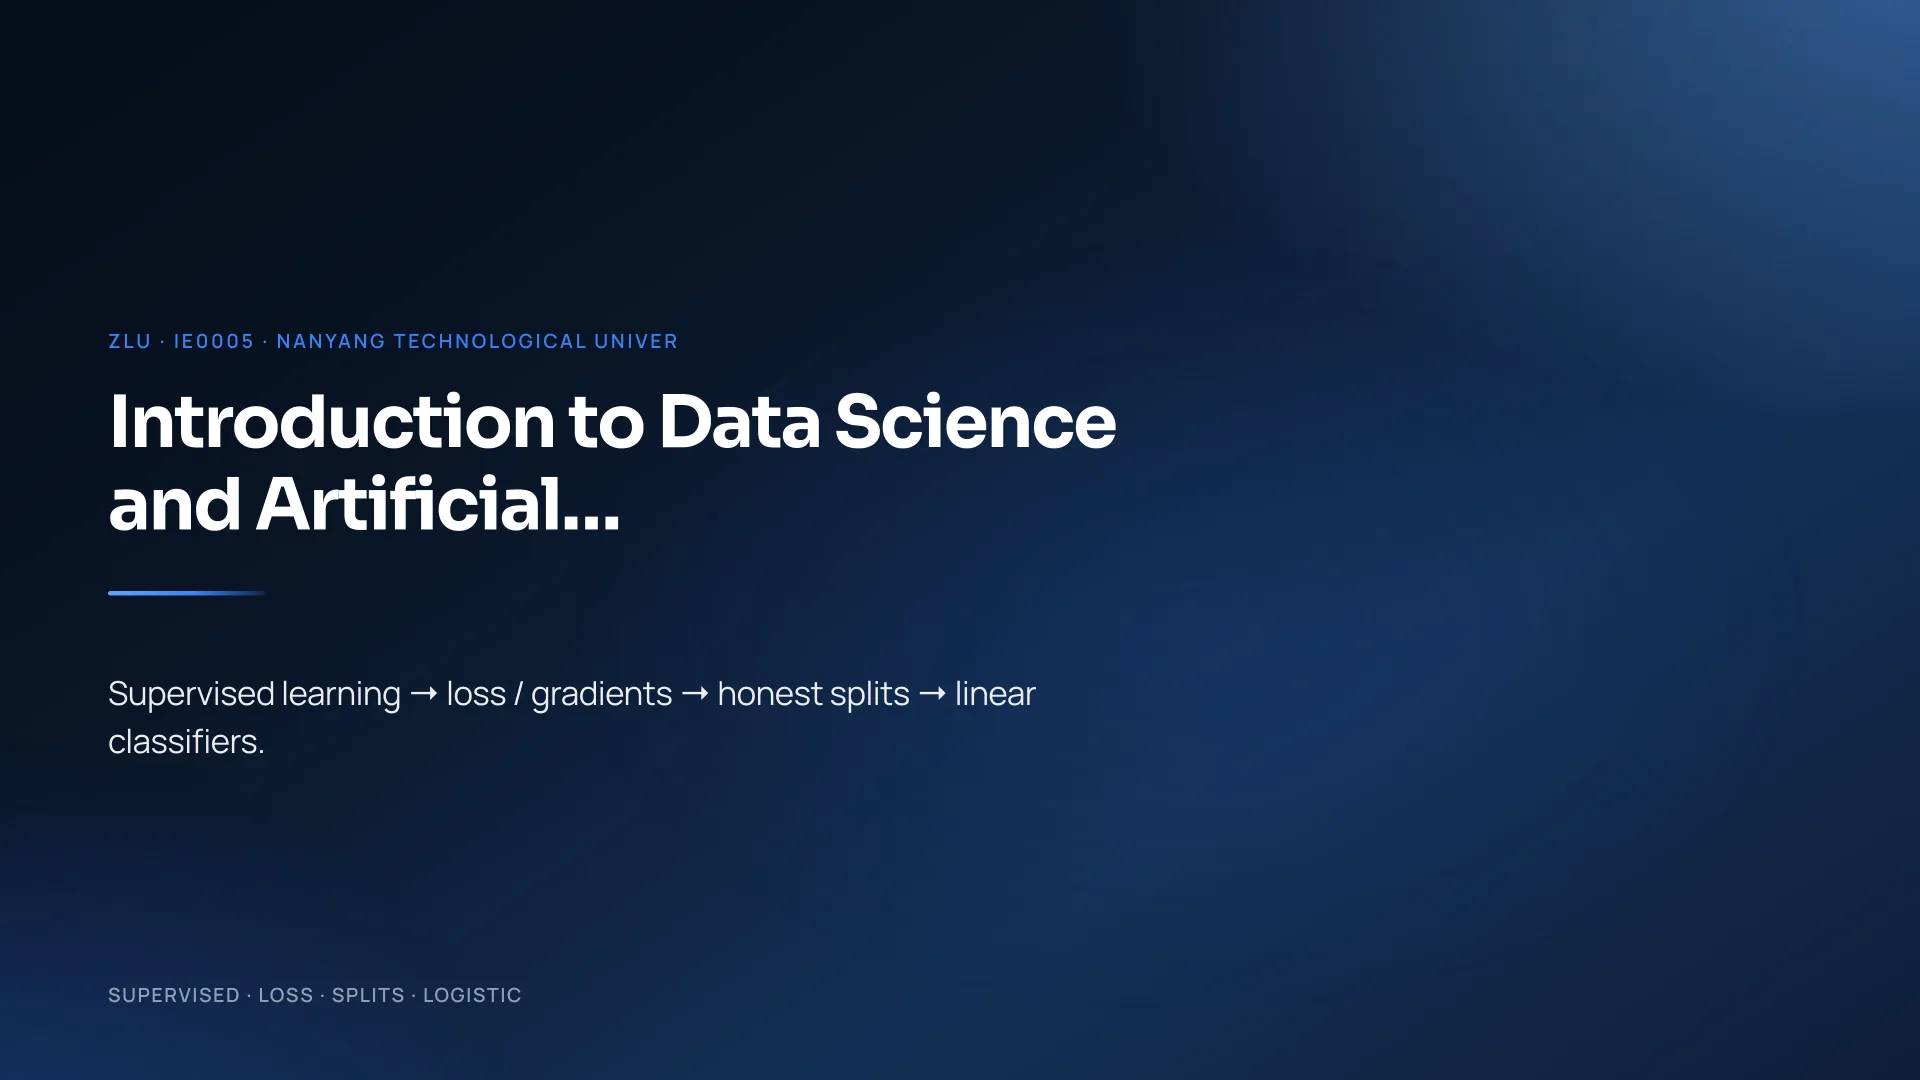 ZLU · IE0005 · NANYANG TECHNOLOGICAL UNIVER
Introduction to Data Science
and Artificial...
Supervised learning → loss / gradients → honest splits → linear
classifiers.
SUPERVISED · LOSS · SPLITS · LOGISTIC